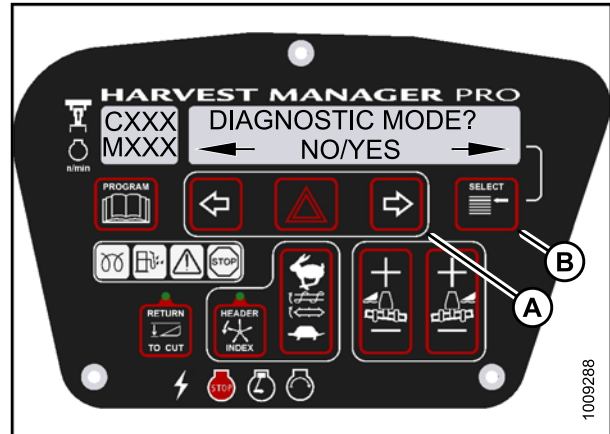 HARVEST MANAGER PRO
CXXX
MXXX
n/min
DIAGNOSTIC MODE?
NO/YES
PROGRAM
SELECT
B
A
STOP
RETURN
TO CUT
HEADER
INDEX
STOP
1009288